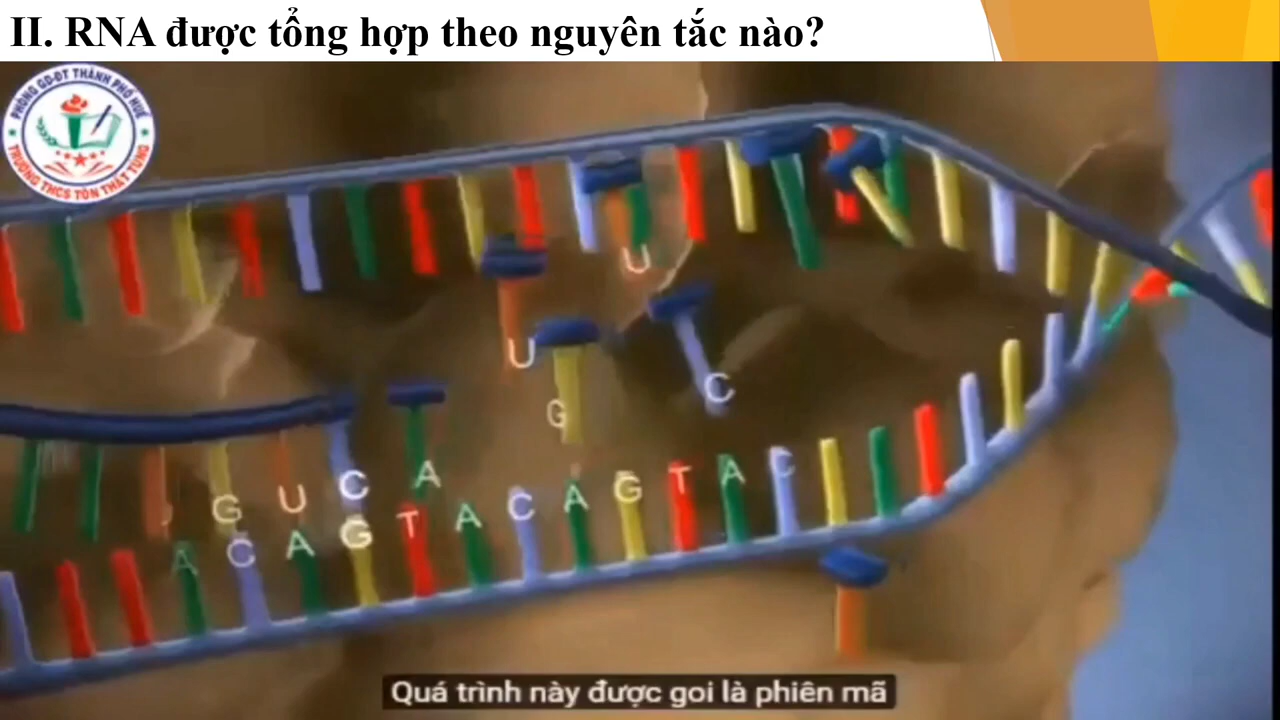 II. RNA được tổng hợp theo nguyên tắc nào?
PHÒNG GD-ĐT THÀNH PHỐ HUẾ
TRƯỜNG THCS TÔN THẤT TÙNG
U
U
G
C
G U C A
A C A G T A C A G T A C
Quá trình này được goi là phiên mã